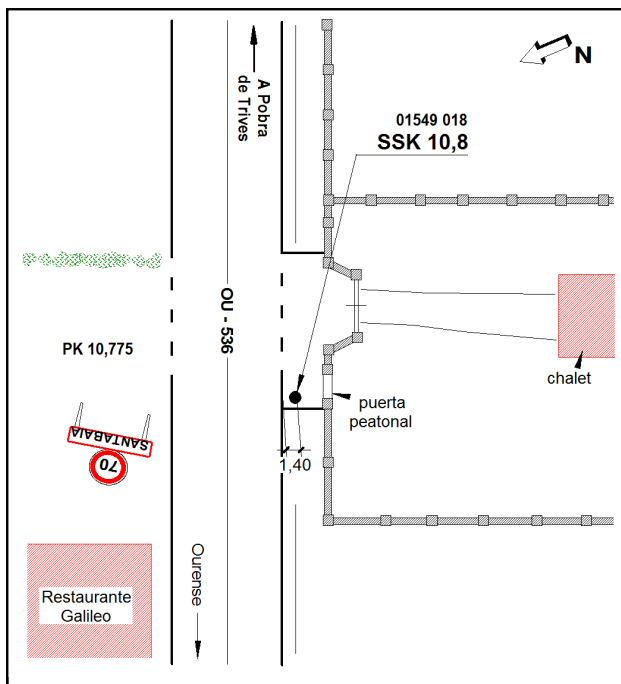 N
A Pobra
de Trives
01549 018
SSK 10,8
OU - 536
PK 10,775
chalet
puerta
peatonal
SANTABAIA
70
1,40
Ourense
Restaurante
Galileo